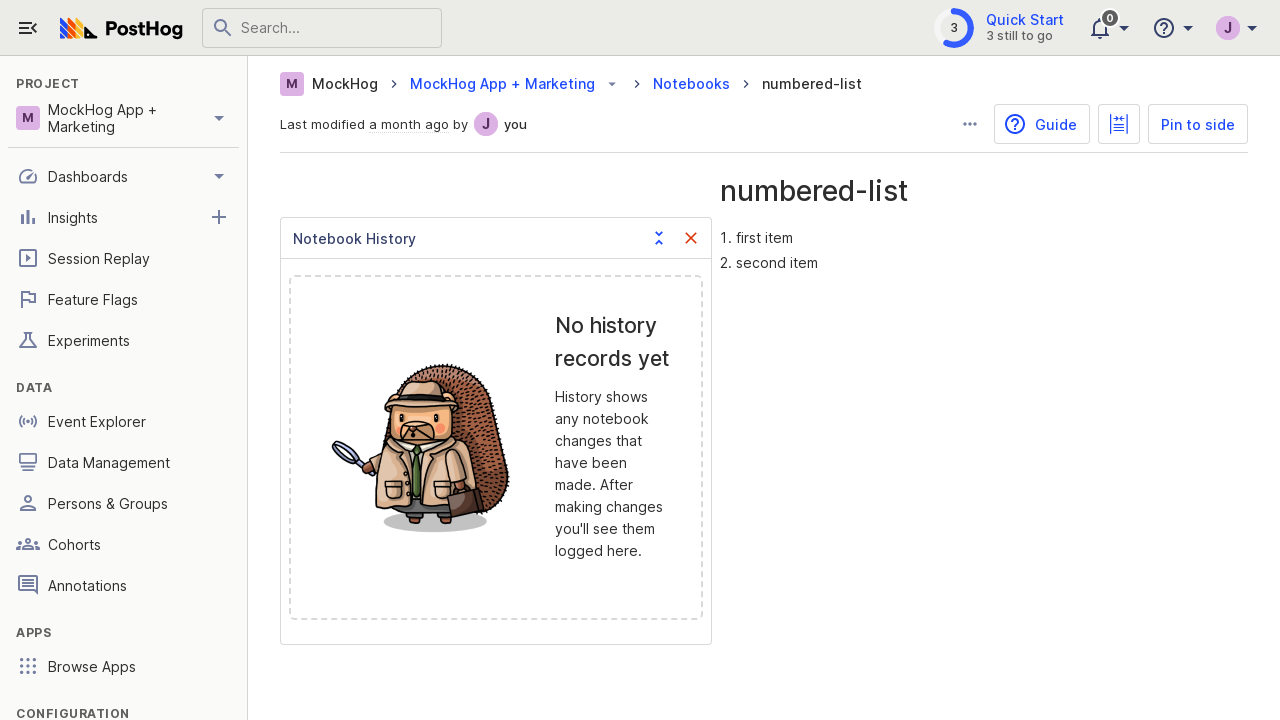 PostHog
Search...
3
Quick Start
3 still to go
0
J
PROJECT
M
MockHog App +
Marketing
Dashboards
Insights
Session Replay
Feature Flags
Experiments
DATA
Event Explorer
Data Management
Persons & Groups
Cohorts
Annotations
APPS
Browse Apps
CONFIGURATION
M MockHog
MockHog App + Marketing
Notebooks
numbered-list
Last modified a month ago by J you
Guide
Pin to side
numbered-list
1. first item
2. second item
Notebook History
No history
records yet
History shows
any notebook
changes that
have been
made. After
making changes
you'll see them
logged here.